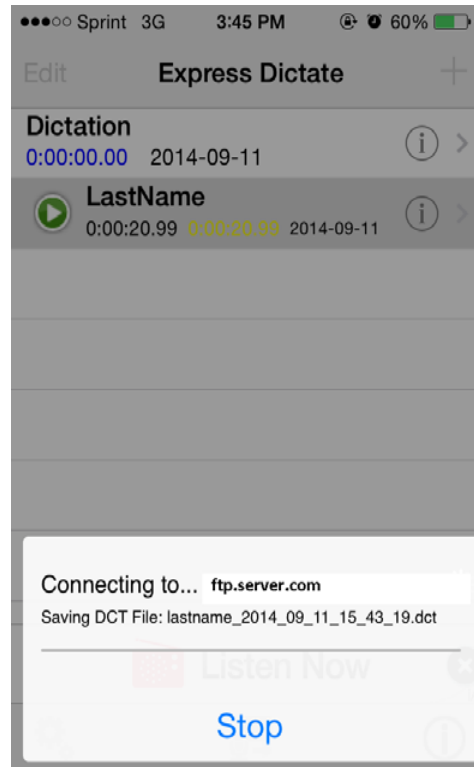 Sprint 3G 3:45 PM 60%
Edit Express Dictate +
Dictation
0:00:00.00 2014-09-11
LastName
0:00:20.99 0:00:20.99 2014-09-11
Connecting to... ftp.server.com
Saving DCT File: lastname_2014_09_11_15_43_19.dct
Listen Now
Stop